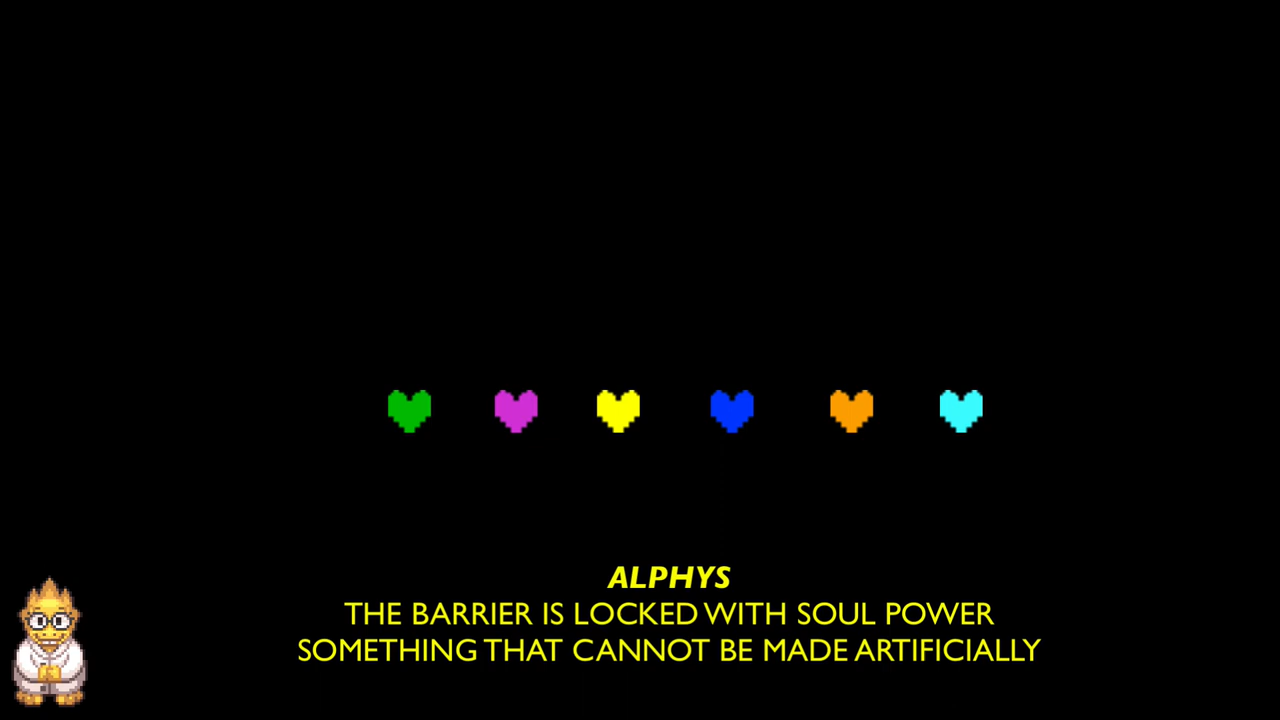 ALPHYS
THE BARRIER IS LOCKED WITH SOUL POWER
SOMETHING THAT CANNOT BE MADE ARTIFICIALLY